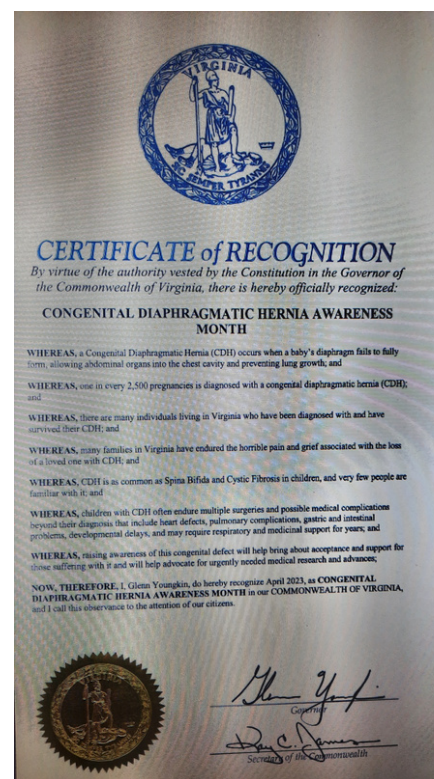 VIRGINIA
SIC SEMPER TYRANNIS
CERTIFICATE of RECOGNITION
By virtue of the authority vested by the Constitution in the Governor of
the Commonwealth of Virginia, there is hereby officially recognized:
CONGENITAL DIAPHRAGMATIC HERNIA AWARENESS
MONTH
WHEREAS, a Congenital Diaphragmatic Hernia (CDH) occurs when a baby's diaphragm fails to fully
form, allowing abdominal organs into the chest cavity and preventing lung growth; and
WHEREAS, one in every 2,500 pregnancies is diagnosed with a congenital diaphragmatic hernia (CDH);
and
WHEREAS, there are many individuals living in Virginia who have been diagnosed with and have
survived their CDH; and
WHEREAS, many families in Virginia have endured the horrible pain and grief associated with the loss
of a loved one with CDH; and
WHEREAS, CDH is as common as Spina Bifida and Cystic Fibrosis in children, and very few people are
familiar with it; and
WHEREAS, children with CDH often endure multiple surgeries and possible medical complications
beyond their diagnosis that include heart defects, pulmonary complications, gastric and intestinal
problems, developmental delays, and may require respiratory and medicinal support for years; and
WHEREAS, raising awareness of this congenital defect will help bring about acceptance and support for
those suffering with it and will help advocate for urgently needed medical research and advances;
NOW, THEREFORE, I, Glenn Youngkin, do hereby recognize April 2023, as CONGENITAL
DIAPHRAGMATIC HERNIA AWARENESS MONTH in our COMMONWEALTH OF VIRGINIA,
and I call this observance to the attention of our citizens.
Governor
Secretary of the Commonwealth